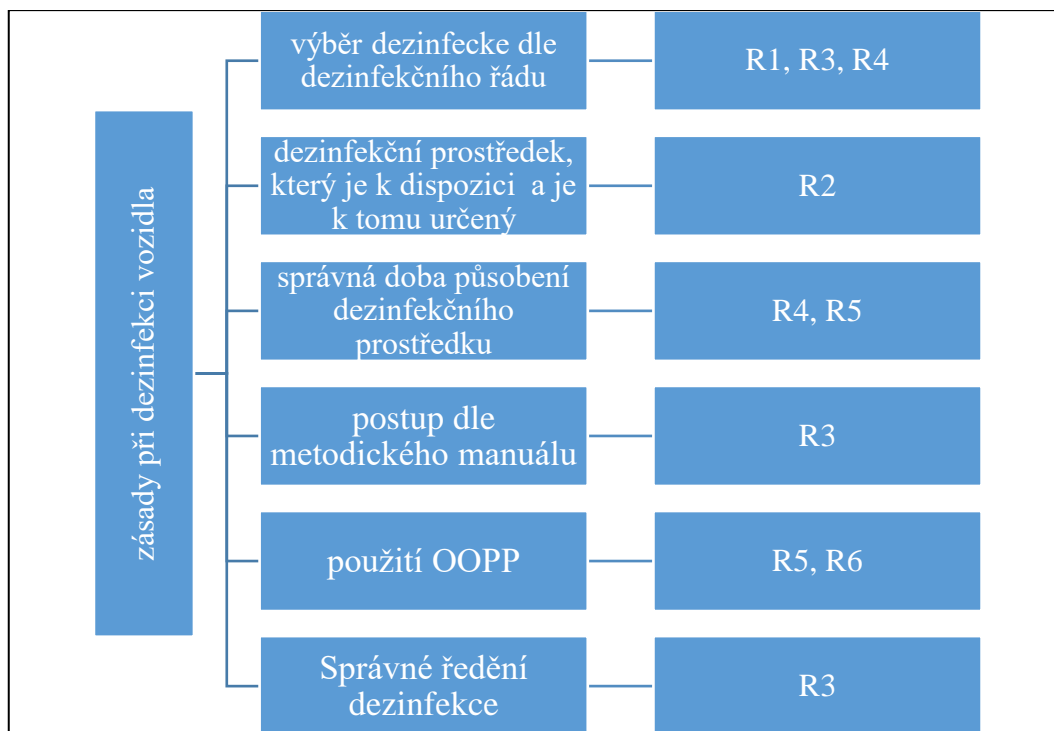 zásady při dezinfekci vozidla
výběr dezinfecke dle
dezinfekčního řádu
R1, R3, R4
dezinfekční prostředek,
který je k dispozici a je
k tomu určený
R2
správná doba působení
dezinfekčního
prostředku
R4, R5
postup dle
metodického manuálu
R3
použití OOPP
R5, R6
Správné ředění
dezinfekce
R3